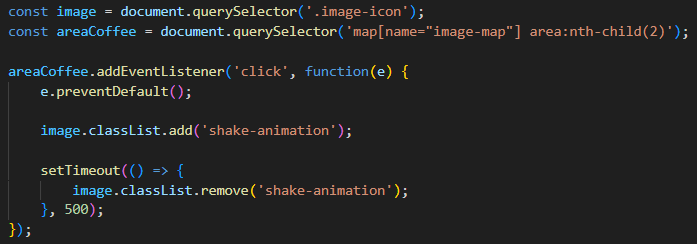 const image = document.querySelector('.image-icon');
const areaCoffee = document.querySelector('map[name="image-map"] area:nth-child(2)');

areaCoffee.addEventListener('click', function(e) {
    e.preventDefault();

    image.classList.add('shake-animation');

    setTimeout(() => {
        image.classList.remove('shake-animation');
    }, 500);
});